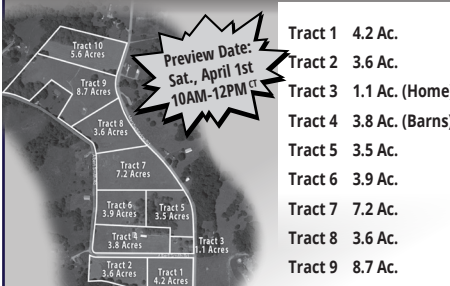 Tract 10
5.6 Acres
Tract 9
8.7 Acres
Tract 8
3.6 Acres
Tract 7
7.2 Acres
Tract 6
3.9 Acres
Tract 5
3.5 Acres
Tract 4
3.8 Acres
Tract 3
1.1 Acres
Tract 2
3.6 Acres
Tract 1
4.2 Acres
Preview Date:
Sat., April 1st
10AM-12PM CT
Tract 1 4.2 Ac.
Tract 2 3.6 Ac.
Tract 3 1.1 Ac. (Home
Tract 4 3.8 Ac. (Barns)
Tract 5 3.5 Ac.
Tract 6 3.9 Ac.
Tract 7 7.2 Ac.
Tract 8 3.6 Ac.
Tract 9 8.7 Ac.